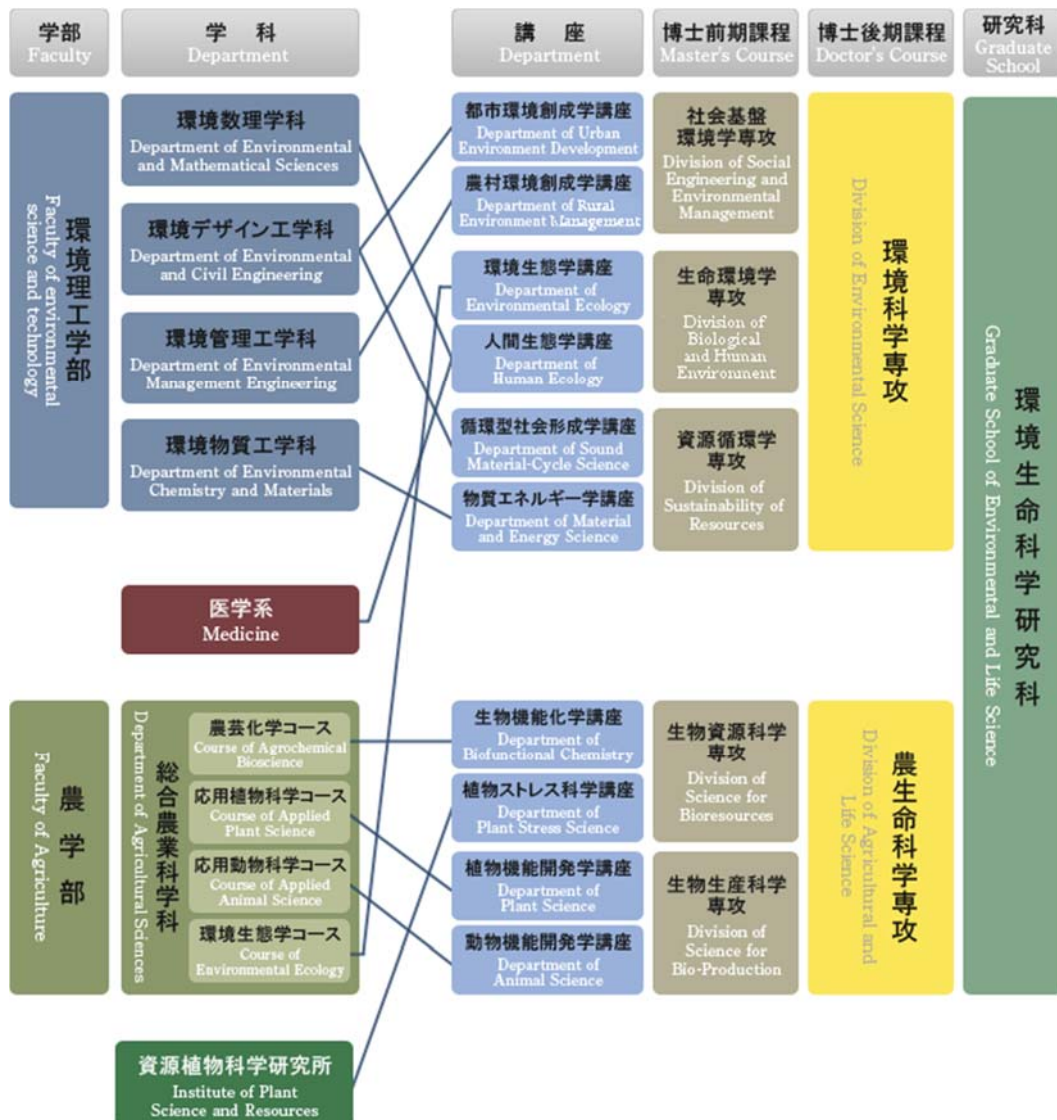 学部
Faculty
学 科
Department
講 座
Department
博士前期課程
Master's Course
博士後期課程
Doctor's Course
研究科
Graduate
School
環境理工学部
Faculty of environmental
science and technology
環境数理学科
Department of Environmental
and Mathematical Sciences
環境デザイン工学科
Department of Environmental
and Civil Engineering
環境管理工学科
Department of Environmental
Management Engineering
環境物質工学科
Department of Environmental
Chemistry and Materials
医学系
Medicine
農学部
Faculty of Agriculture
総合農業科学科
Department of Agricultural Sciences
農芸化学コース
Course of Agrochemical
Bioscience
応用植物科学コース
Course of Applied
Plant Science
応用動物科学コース
Course of Applied
Animal Science
環境生態学コース
Course of
Environmental Ecology
資源植物科学研究所
Institute of Plant
Science and Resources
都市環境創成学講座
Department of Urban
Environment Development
農村環境創成学講座
Department of Rural
Environment Management
環境生態学講座
Department of
Environmental Ecology
人間生態学講座
Department of
Human Ecology
循環型社会形成学講座
Department of Sound
Material-Cycle Science
物質エネルギー学講座
Department of Material
and Energy Science
生物機能化学講座
Department of
Biofunctional Chemistry
植物ストレス科学講座
Department of
Plant Stress Science
植物機能開発学講座
Department of
Plant Science
動物機能開発学講座
Department of
Animal Science
社会基盤
環境学専攻
Division of Social
Engineering and
Environmental
Management
生命環境学
専攻
Division of
Biological
and Human
Environment
資源循環学
専攻
Division of
Sustainability of
Resources
生物資源科学
専攻
Division of
Science for
Bioresources
生物生産科学
専攻
Division of
Science for
Bio-Production
環境科学専攻
Division of Environmental Science
農生命科学専攻
Division of Agricultural and
Life Science
環境生命科学研究科
Graduate School of Environmental and Life Science